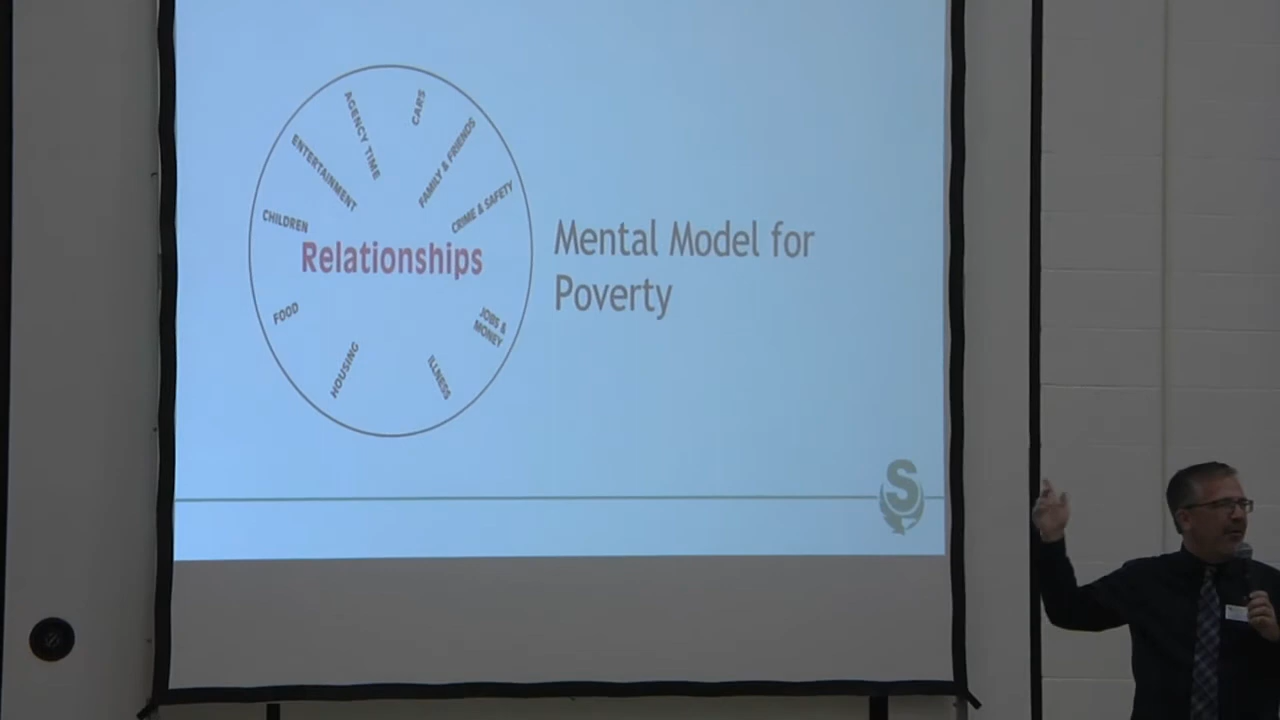 CARS
AGENCY TIME
FAMILY & FRIENDS
ENTERTAINMENT
CRIME & SAFETY
CHILDREN
Relationships
Mental Model for
Poverty
FOOD
JOBS &
MONEY
HOUSING
ILLNESS
S